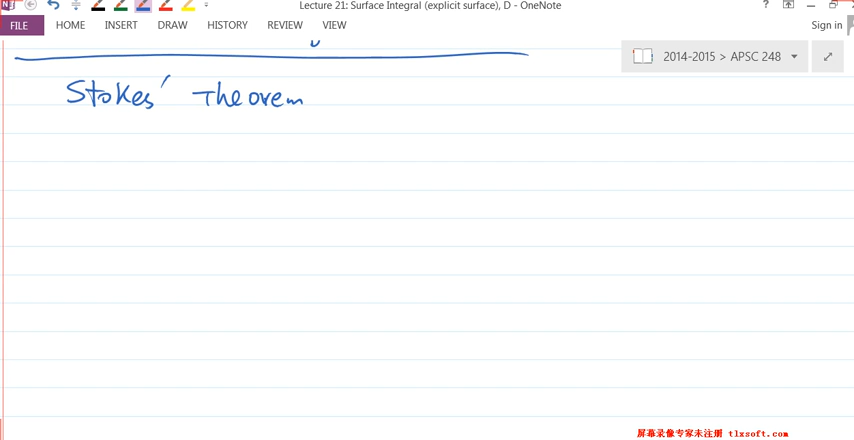 Lecture 21: Surface Integral (explicit surface), D - OneNote
?
FILE HOME INSERT DRAW HISTORY REVIEW VIEW Sign in
2014-2015 > APSC 248
Stokes' Theorem
屏幕录像专家未注册 tlxsoft.com